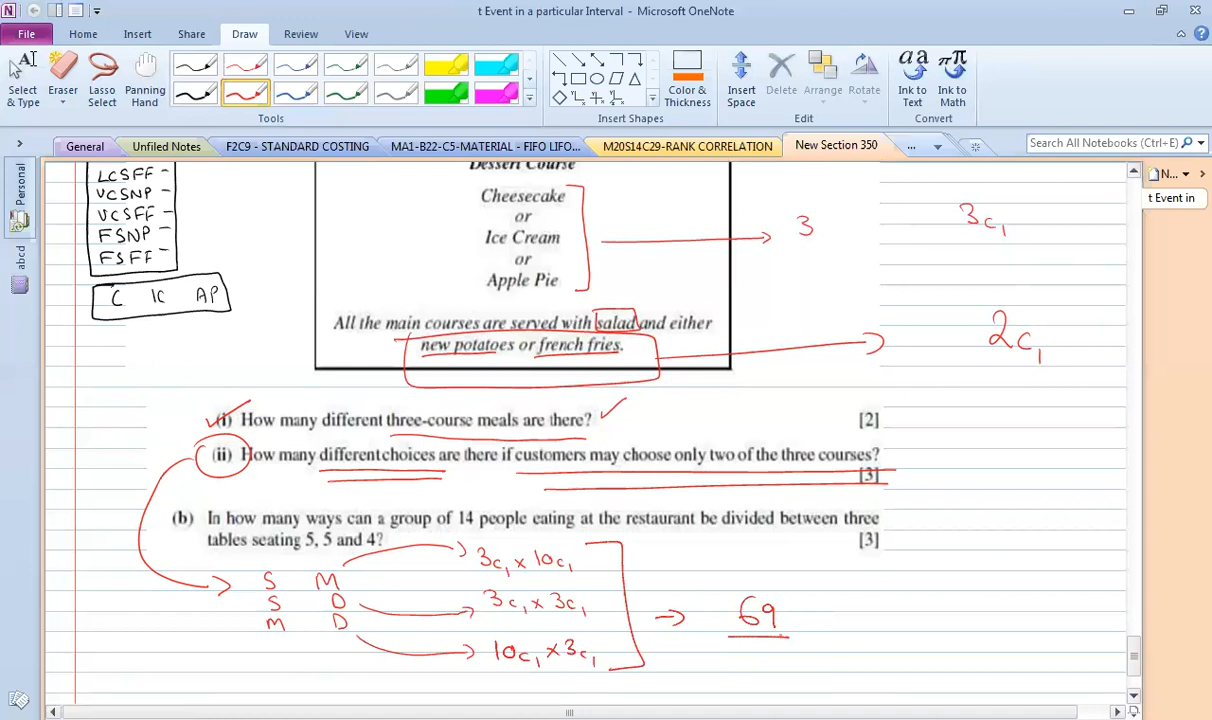 t Event in a particular Interval - Microsoft OneNote
File Home Insert Share Draw Review View
Select & Type
Eraser
Lasso Select
Panning Hand
Color & Thickness
Insert Space
Delete
Arrange
Rotate
Ink to Text
Ink to Math
Tools
Insert Shapes
Edit
Convert
General
Unfiled Notes
F2C9 - STANDARD COSTING
MA1-B22-C5-MATERIAL - FIFO LIFO...
M20S14C29-RANK CORRELATION
New Section 350
...
Search All Notebooks (Ctrl+E)
Personal
abcd
N...
t Event in
LCSFF -
VCSNP -
VCSFF -
FSNP -
FSFF -
C IC AP
Dessert Course
Cheesecake
or
Ice Cream
or
Apple Pie
3
3C1
All the main courses are served with salad and either
new potatoes or french fries.
2C1
(i) How many different three-course meals are there? [2]
(ii) How many different choices are there if customers may choose only two of the three courses?
[3]
(b) In how many ways can a group of 14 people eating at the restaurant be divided between three
tables seating 5, 5 and 4? [3]
S M 3C1 x 10C1
S D 3C1 x 3C1
M D 10C1 x 3C1
69